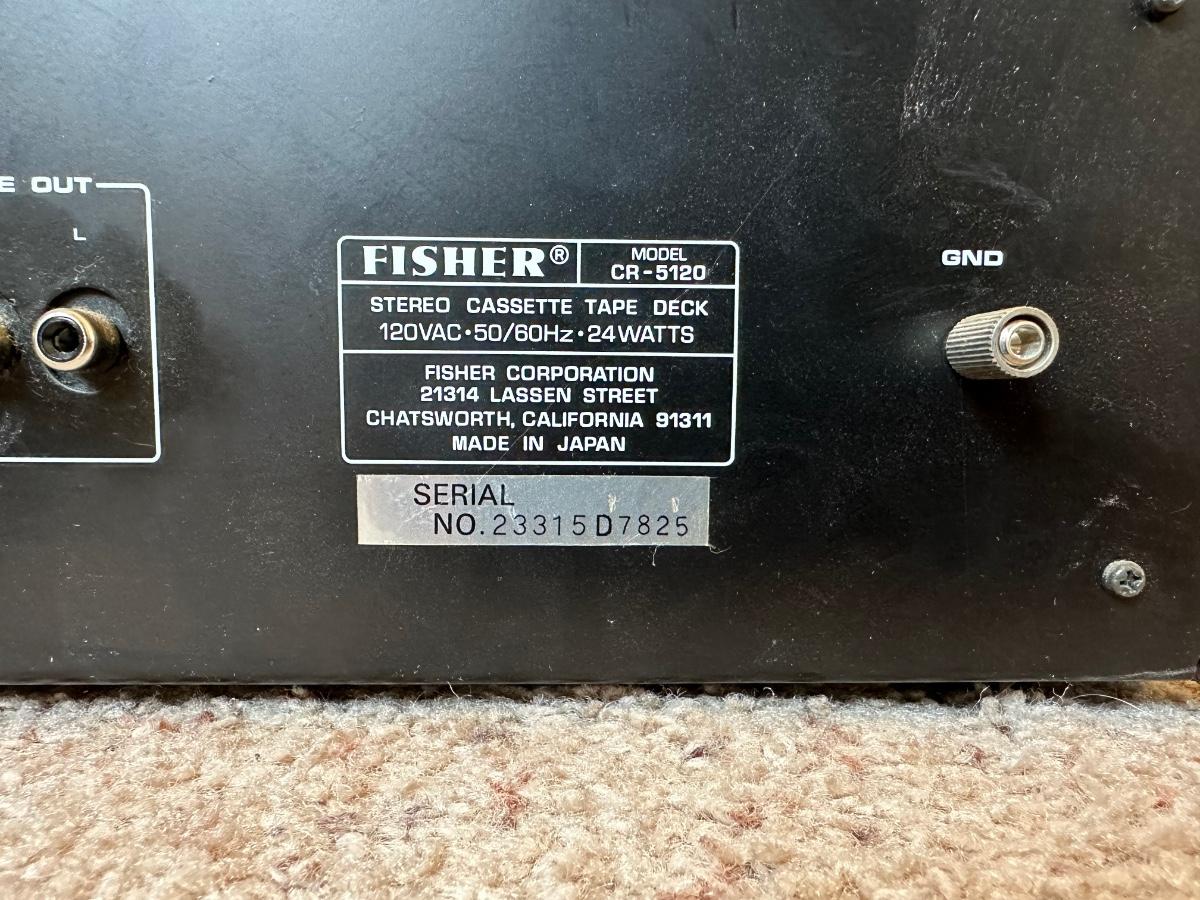 E OUT
L
FISHER®
MODEL
CR-5120
STEREO CASSETTE TAPE DECK
120VAC·50/60Hz·24WATTS
FISHER CORPORATION
21314 LASSEN STREET
CHATSWORTH, CALIFORNIA 91311
MADE IN JAPAN
SERIAL
NO. 23315D7825
GND